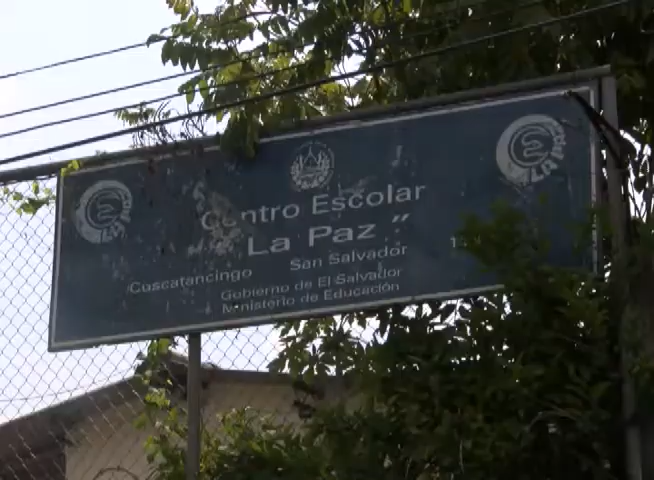 Centro Escolar
"La Paz"
Cuscatancingo San Salvador
Gobierno de El Salvador
Ministerio de Educación